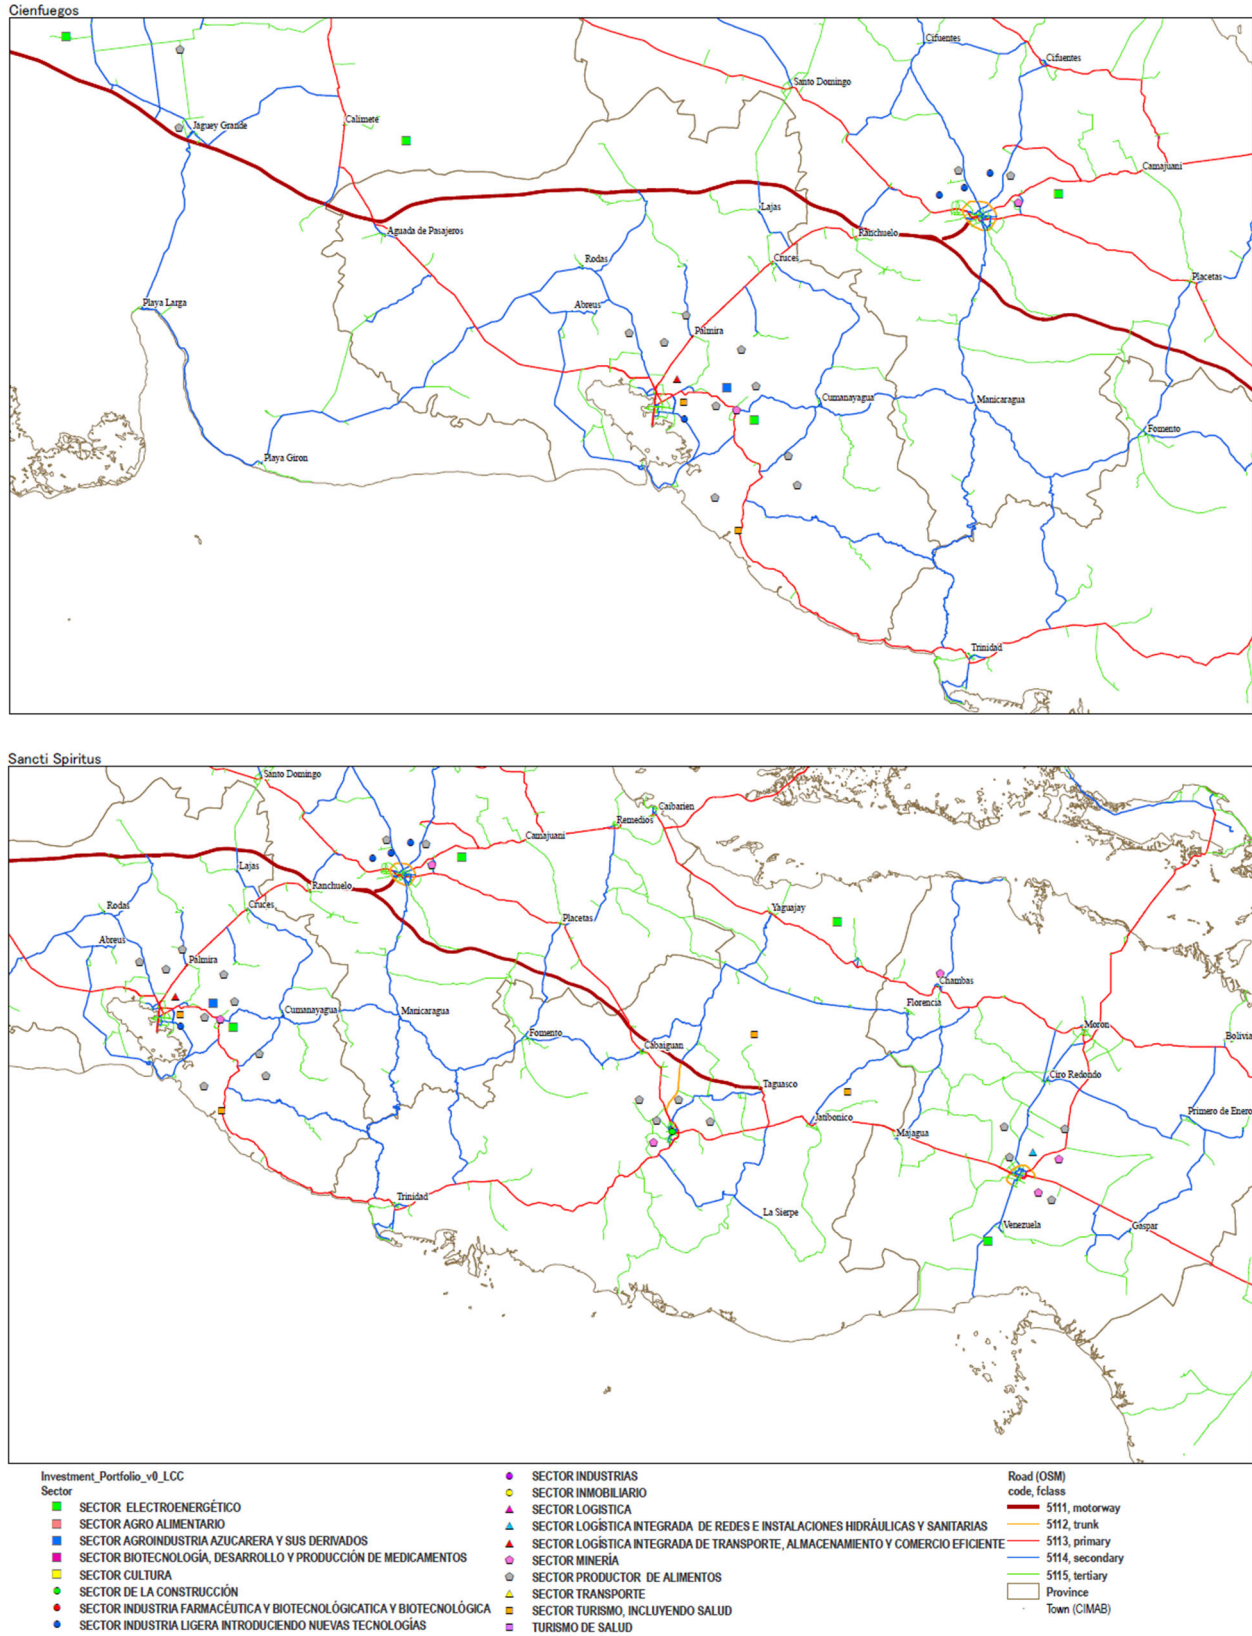 Cienfuegos
Cifuentes
Cifuentes
Santo Domingo
Calimete
Jaguey Grande
Camajuani
Lajas
Aguada de Pasajeros
Ranchuelo
Cruces
Rodas
Placetas
Playa Larga
Abreus
Palmira
Cumanayagua
Manicaragua
Fomento
Playa Giron
Trinidad
Sancti Spiritus
Santo Domingo
Caibarien
Remedios
Camajuani
Lajas
Ranchuelo
Rodas
Cruces
Placetas
Yaguajay
Abreus
Palmira
Chambas
Florencia
Cumanayagua
Manicaragua
Fomento
Moron
Bolivia
Cabaiguan
Ciro Redondo
Taguasco
Jatibonico
Primero de Enero
Majagua
Trinidad
La Sierpe
Venezuela
Gaspar
Investment_Portfolio_v0_LCC
Sector
SECTOR ELECTROENERGÉTICO
SECTOR AGRO ALIMENTARIO
SECTOR AGROINDUSTRIA AZUCARERA Y SUS DERIVADOS
SECTOR BIOTECNOLOGÍA, DESARROLLO Y PRODUCCIÓN DE MEDICAMENTOS
SECTOR CULTURA
SECTOR DE LA CONSTRUCCIÓN
SECTOR INDUSTRIA FARMACÉUTICA Y BIOTECNOLÓGICATICA Y BIOTECNOLÓGICA
SECTOR INDUSTRIA LIGERA INTRODUCIENDO NUEVAS TECNOLOGÍAS
SECTOR INDUSTRIAS
SECTOR INMOBILIARIO
SECTOR LOGISTICA
SECTOR LOGÍSTICA INTEGRADA DE REDES E INSTALACIONES HIDRÁULICAS Y SANITARIAS
SECTOR LOGÍSTICA INTEGRADA DE TRANSPORTE, ALMACENAMIENTO Y COMERCIO EFICIENTE
SECTOR MINERÍA
SECTOR PRODUCTOR DE ALIMENTOS
SECTOR TRANSPORTE
SECTOR TURISMO, INCLUYENDO SALUD
TURISMO DE SALUD
Road (OSM)
code, fclass
5111, motorway
5112, trunk
5113, primary
5114, secondary
5115, tertiary
Province
Town (CIMAB)